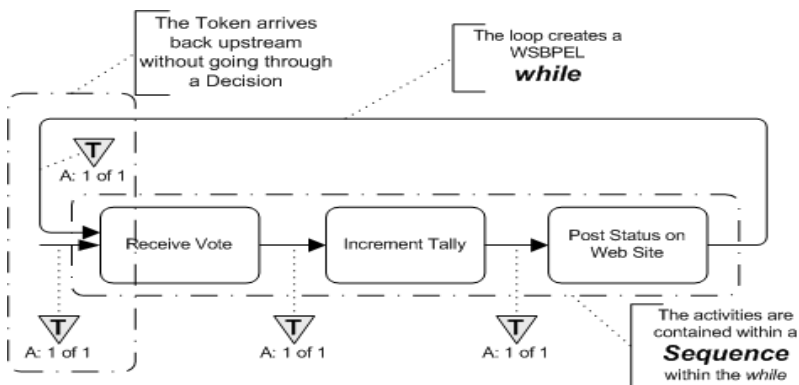 The Token arrives
back upstream
without going through
a Decision
The loop creates a
WSBPEL
while
T
A: 1 of 1
Receive Vote
Increment Tally
Post Status on
Web Site
T
A: 1 of 1
T
A: 1 of 1
T
A: 1 of 1
The activities are
contained within a
Sequence
within the while